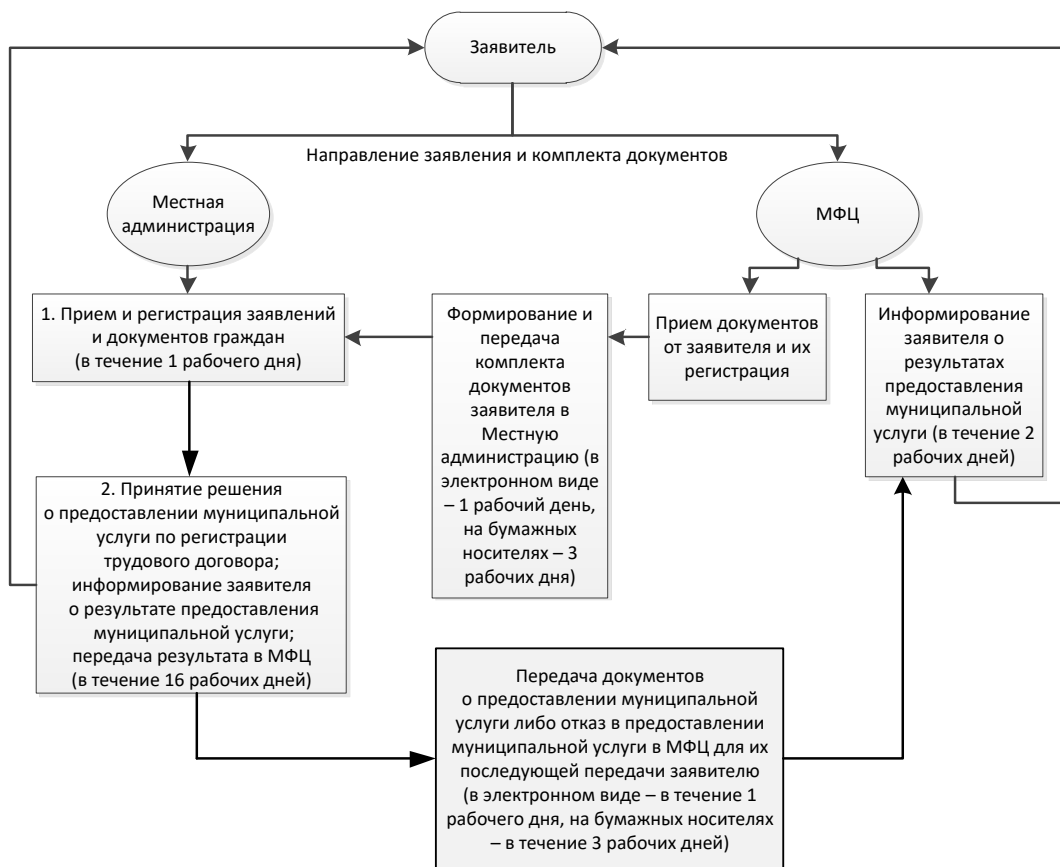 Заявитель
Направление заявления и комплекта документов
Местная
администрация
МФЦ
1. Прием и регистрация заявлений
и документов граждан
(в течение 1 рабочего дня)
Формирование и
передача
комплекта
документов
заявителя в
Местную
администрацию (в
электронном виде
– 1 рабочий день,
на бумажных
носителях – 3
рабочих дня)
Прием документов
от заявителя и их
регистрация
Информирование
заявителя о
результатах
предоставления
муниципальной
услуги (в течение 2
рабочих дней)
2. Принятие решения
о предоставлении муниципальной
услуги по регистрации
трудового договора;
информирование заявителя
о результате предоставления
муниципальной услуги;
передача результата в МФЦ
(в течение 16 рабочих дней)
Передача документов
о предоставлении муниципальной
услуги либо отказ в предоставлении
муниципальной услуги в МФЦ для их
последующей передачи заявителю
(в электронном виде – в течение 1
рабочего дня, на бумажных носителях
– в течение 3 рабочих дней)